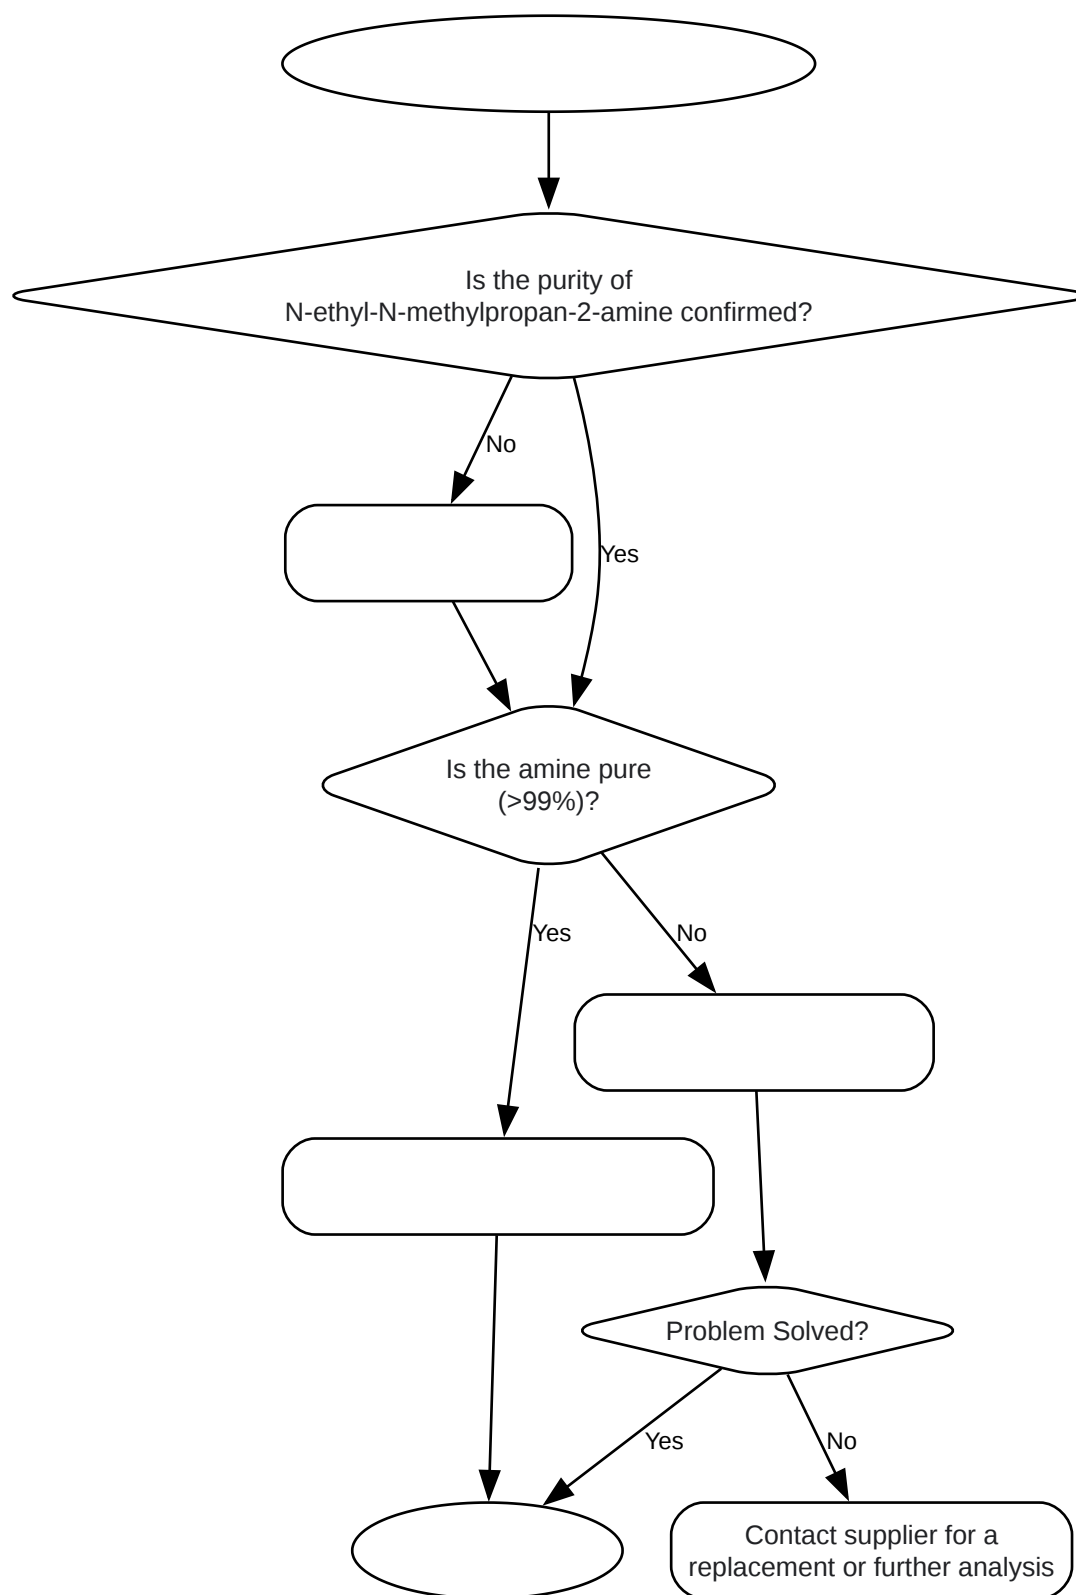 Is the purity of
N-ethyl-N-methylpropan-2-amine confirmed?
No
Yes
Is the amine pure
(>99%)?
Yes
No
Problem Solved?
Yes
No
Contact supplier for a
replacement or further analysis